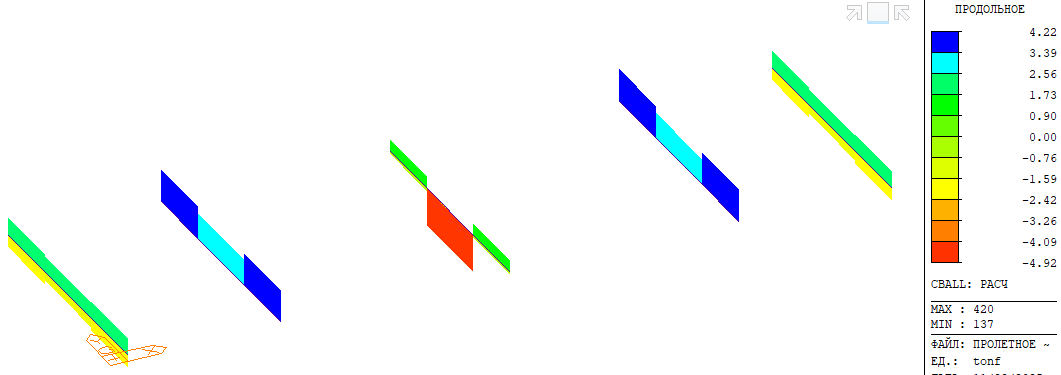 ПРОДОЛЬНОЕ
4.22
3.39
2.56
1.73
0.90
0.00
-0.76
-1.59
-2.42
-3.26
-4.09
-4.92
CBALL: РАСЧ
MAX : 420
MIN : 137
ФАЙЛ: ПРОЛЕТНОЕ ~
ЕД.: tonf